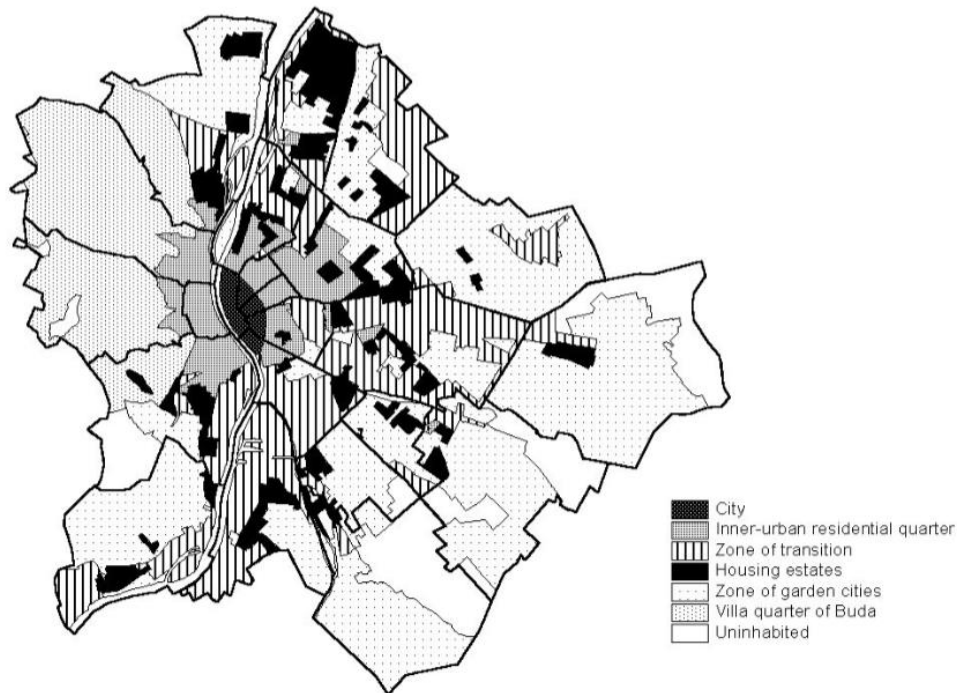 City
Inner-urban residential quarter
Zone of transition
Housing estates
Zone of garden cities
Villa quarter of Buda
Uninhabited